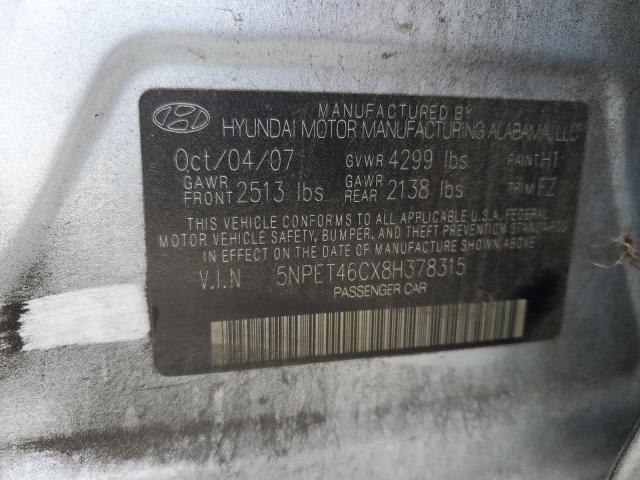 MANUFACTURED BY
HYUNDAI MOTOR MANUFACTURING ALABAMA, LLC
Oct/04/07 GVWR 4299 lbs PAINT H1
GAWR FRONT 2513 lbs GAWR REAR 2138 lbs TRIM FZ
THIS VEHICLE CONFORMS TO ALL APPLICABLE U.S.A. FEDERAL
MOTOR VEHICLE SAFETY, BUMPER, AND THEFT PREVENTION STANDARDS
IN EFFECT ON THE DATE OF MANUFACTURE SHOWN ABOVE.
V.I.N 5NPET46CX8H378315
PASSENGER CAR